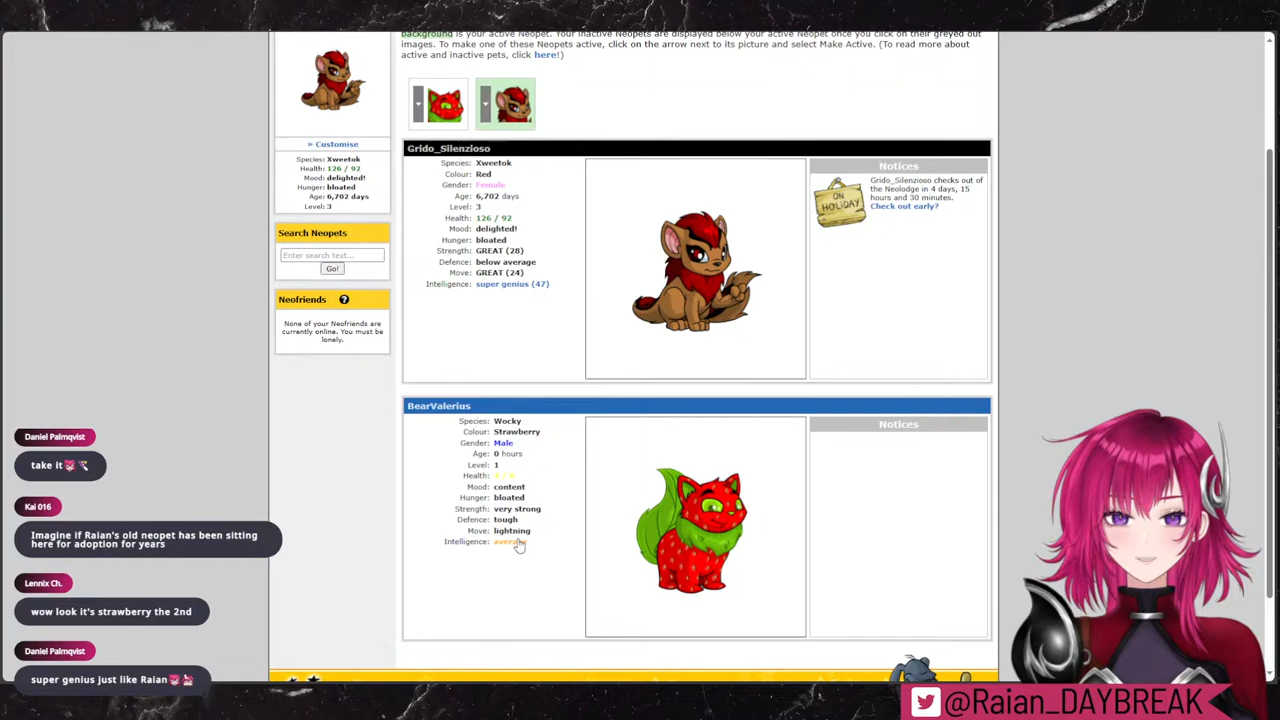 background is your active Neopet. Your inactive Neopets are displayed below your active Neopet once you click on their greyed out
images. To make one of these Neopets active, click on the arrow next to its picture and select Make Active. (To read more about
active and inactive pets, click here!)
» Customise
Species: Xweetok
Health: 126 / 92
Mood: delighted!
Hunger: bloated
Age: 6,702 days
Level: 3
Search Neopets
Enter search text...
Go!
Neofriends ?
None of your Neofriends are
currently online. You must be
lonely.
Grido_Silenzioso
Species: Xweetok
Colour: Red
Gender: Female
Age: 6,702 days
Level: 3
Health: 126 / 92
Mood: delighted!
Hunger: bloated
Strength: GREAT (28)
Defence: below average
Move: GREAT (24)
Intelligence: super genius (47)
Notices
ON
HOLIDAY
Grido_Silenzioso checks out of
the Neolodge in 4 days, 15
hours and 30 minutes.
Check out early?
BearValerius
Species: Wocky
Colour: Strawberry
Gender: Male
Age: 0 hours
Level: 1
Health:
Mood: content
Hunger: bloated
Strength: very strong
Defence: tough
Move: lightning
Intelligence: average
Notices
Daniel Palmqvist
take it
Kai 016
Imagine if Raian's old neopet has been sitting
here for adoption for years
Lennix Ch.
wow look it's strawberry the 2nd
Daniel Palmqvist
super genius just like Raian
@Raian_DAYBREAK